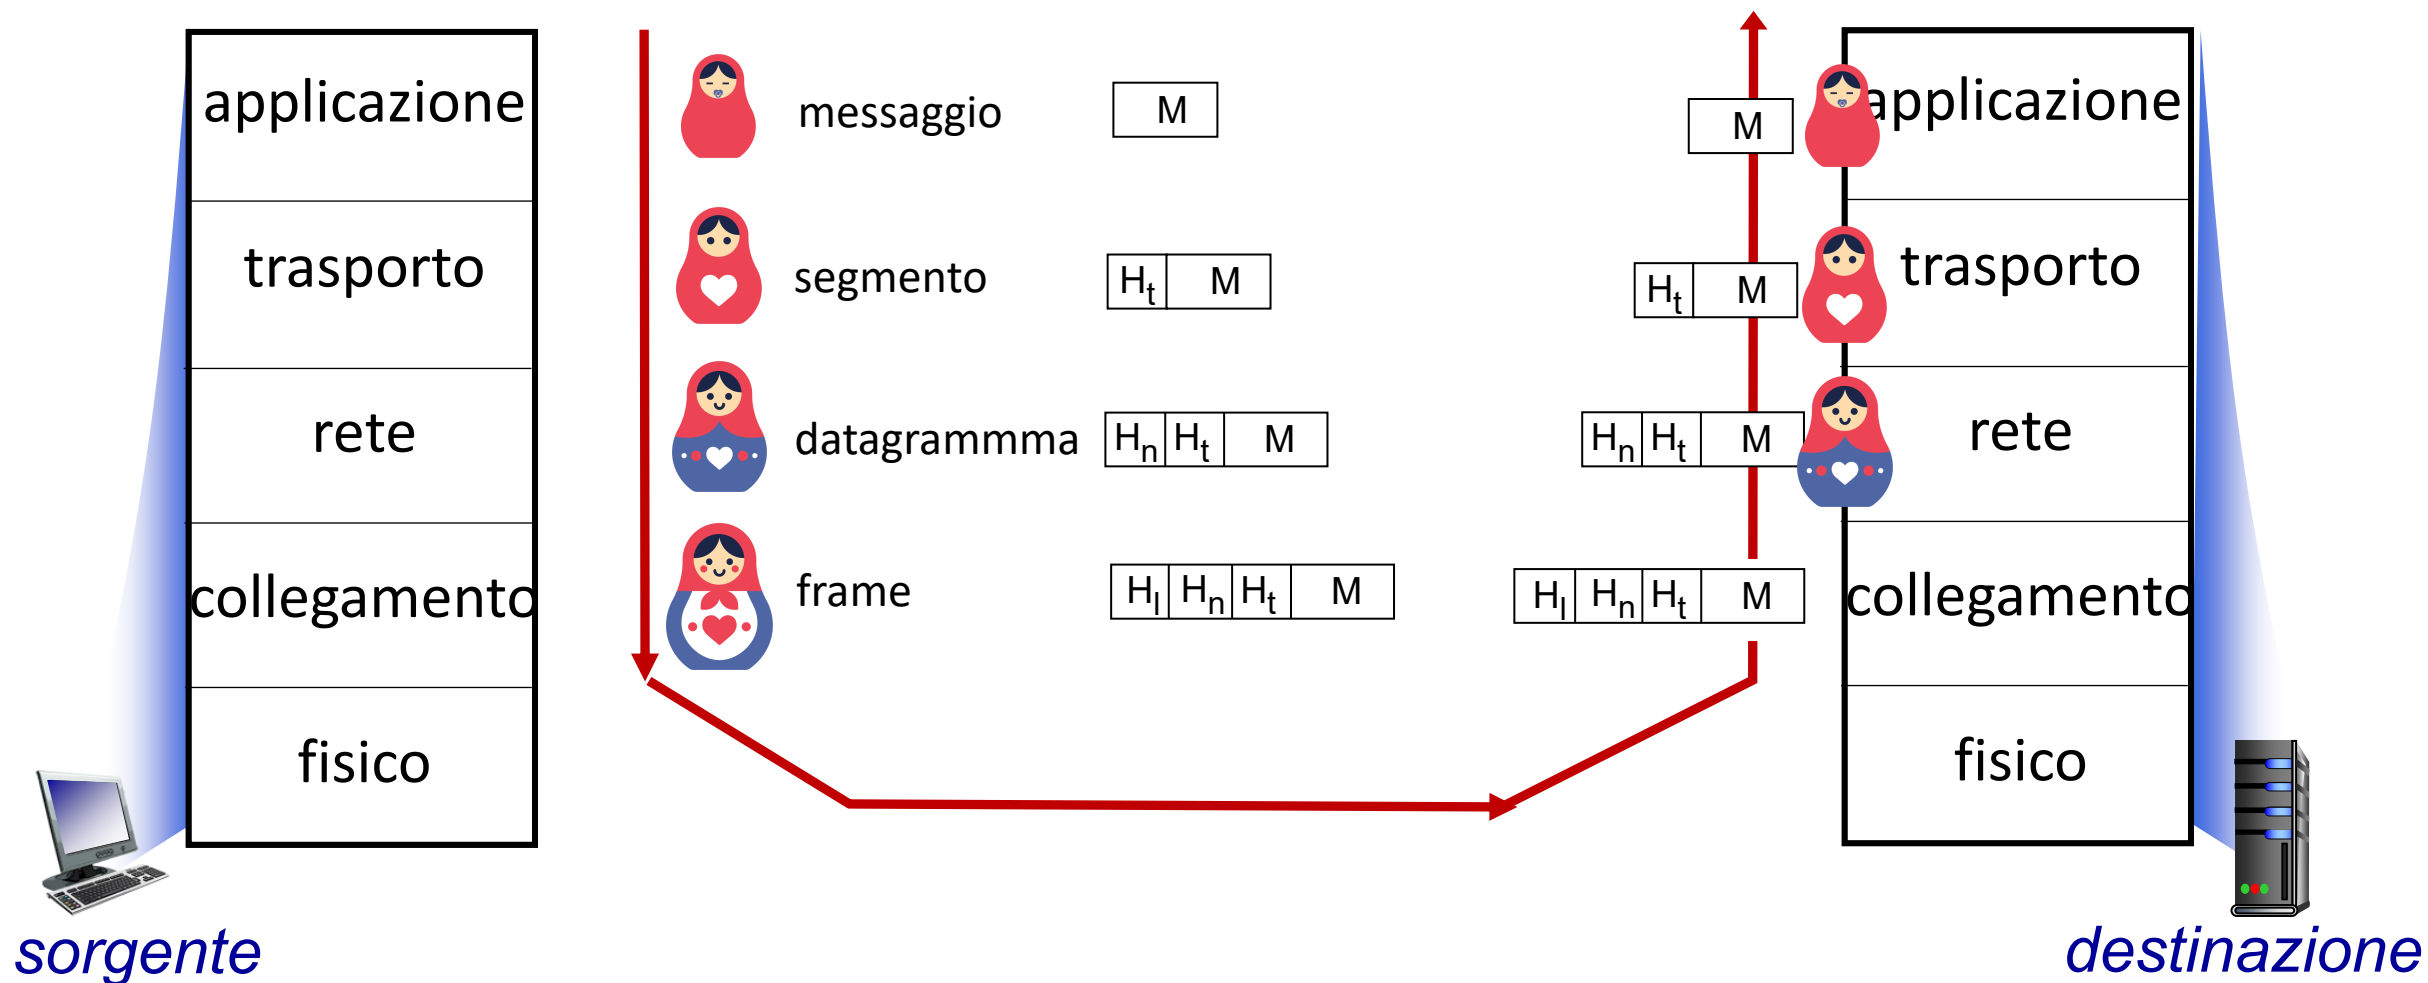 applicazione
trasporto
rete
collegamento
fisico
sorgente
messaggio M
segmento Ht M
datagrammma Hn Ht M
frame Hl Hn Ht M
M
Ht M
Hn Ht M
Hl Hn Ht M
applicazione
trasporto
rete
collegamento
fisico
destinazione